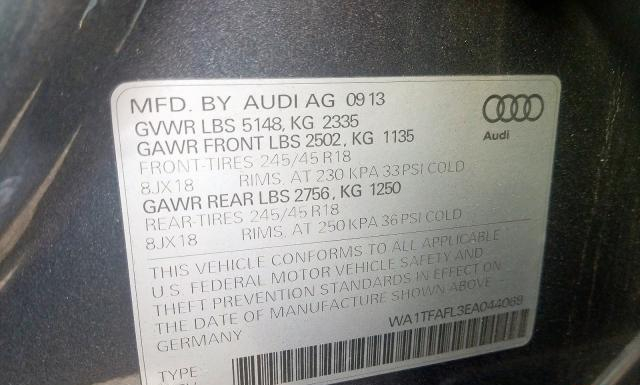 MFD. BY AUDI AG 09 13
GVWR LBS 5148, KG 2335
GAWR FRONT LBS 2502, KG 1135
FRONT-TIRES 245/45 R18
8JX18 RIMS, AT 230 KPA 33 PSI COLD
GAWR REAR LBS 2756, KG 1250
REAR-TIRES 245/45 R18
8JX18 RIMS, AT 250 KPA 36 PSI COLD
Audi
THIS VEHICLE CONFORMS TO ALL APPLICABLE
U.S. FEDERAL MOTOR VEHICLE SAFETY AND
THEFT PREVENTION STANDARDS IN EFFECT ON
THE DATE OF MANUFACTURE SHOWN ABOVE
GERMANY WA1TFAFL3EA044069
TYPE